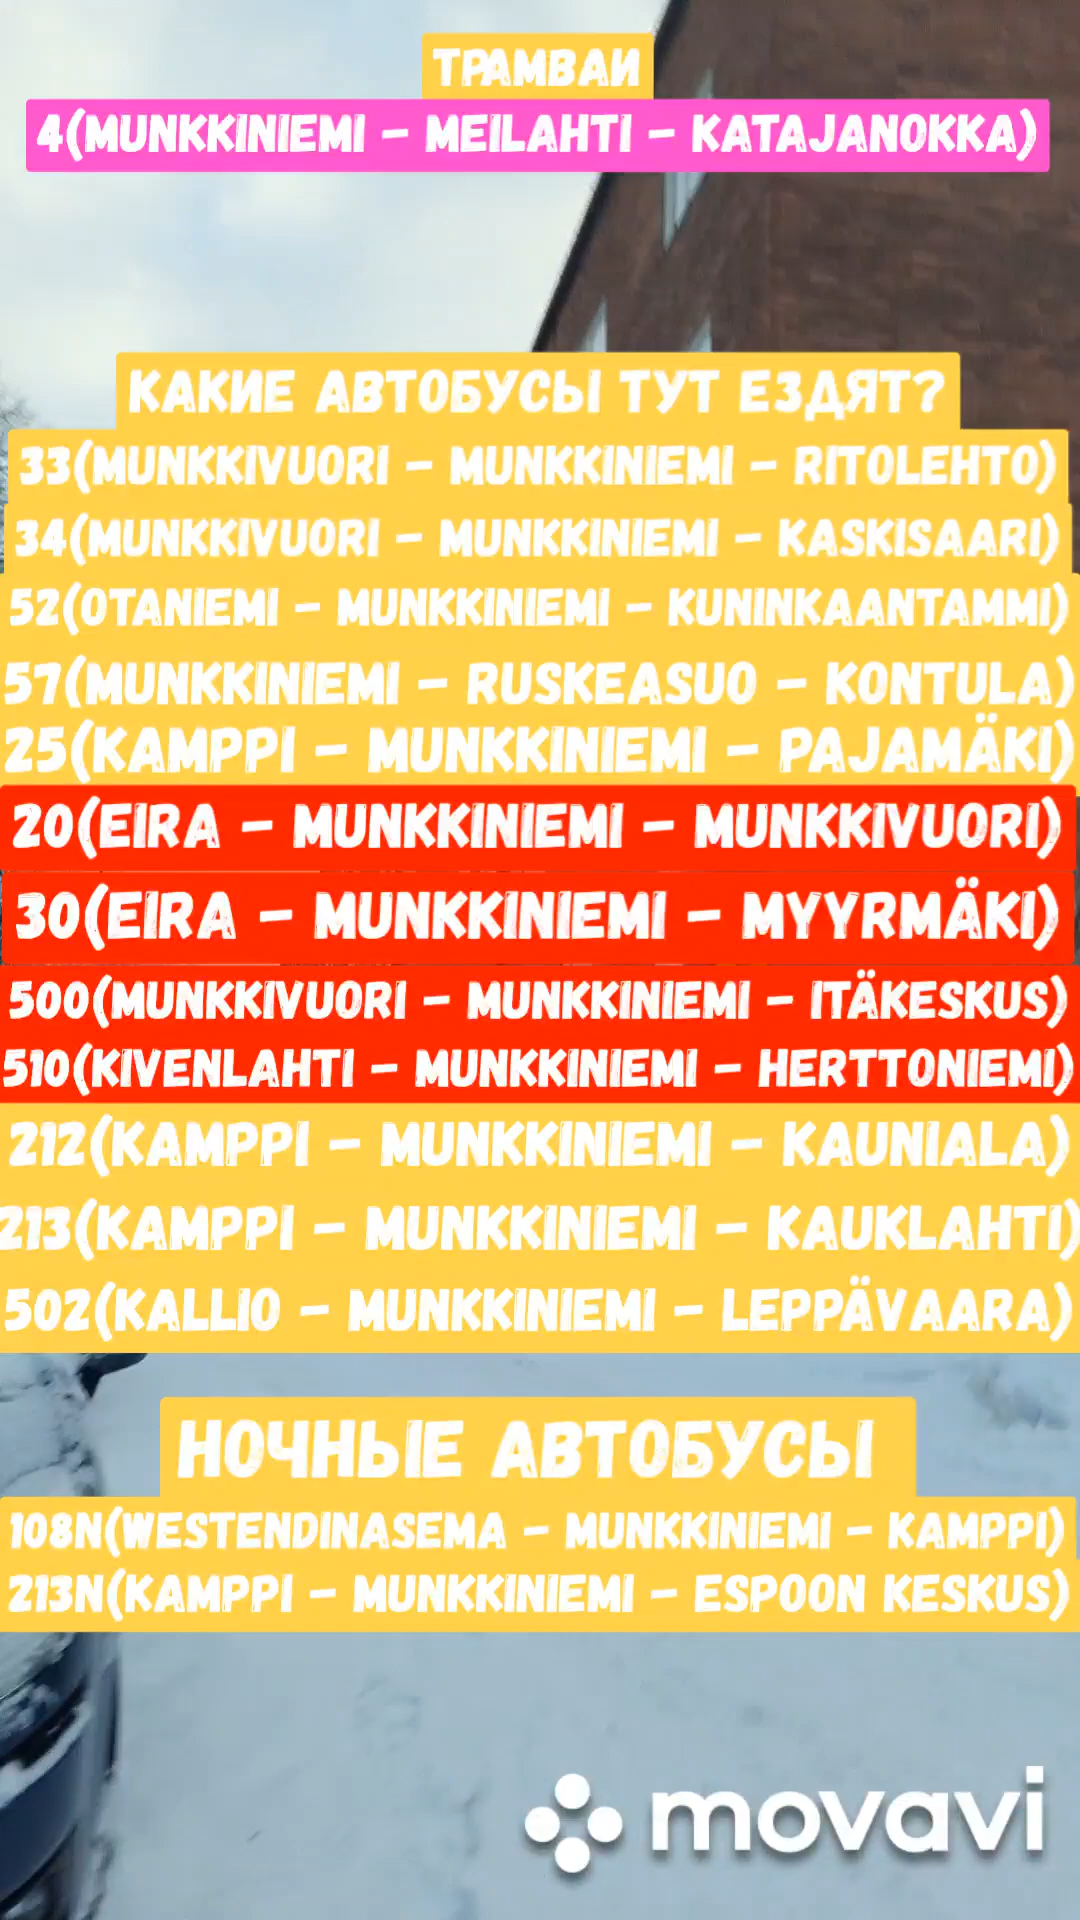 ТРАМВАИ
4(MUNKKINIEMI – MEILAHTI – KATAJANOKKA)
КАКИЕ АВТОБУСЫ ТУТ ЕЗДЯТ?
33(MUNKKIVUORI – MUNKKINIEMI – RITOLEHTO)
34(MUNKKIVUORI – MUNKKINIEMI – KASKISAARI)
52(OTANIEMI – MUNKKINIEMI – KUNINKAANTAMMI)
57(MUNKKINIEMI – RUSKEASUO – KONTULA)
25(KAMPPI – MUNKKINIEMI – PAJAMÄKI)
20(EIRA – MUNKKINIEMI – MUNKKIVUORI)
30(EIRA – MUNKKINIEMI – MYYRMÄKI)
500(MUNKKIVUORI – MUNKKINIEMI – ITÄKESKUS)
510(KIVENLAHTI – MUNKKINIEMI – HERTTONIEMI)
212(KAMPPI – MUNKKINIEMI – KAUNIALA)
213(KAMPPI – MUNKKINIEMI – KAUKLAHTI)
502(KALLIO – MUNKKINIEMI – LEPPÄVAARA)
НОЧНЫЕ АВТОБУСЫ
108N(WESTENDINASEMA – MUNKKINIEMI – KAMPPI)
213N(KAMPPI – MUNKKINIEMI – ESPOON KESKUS)
movavi